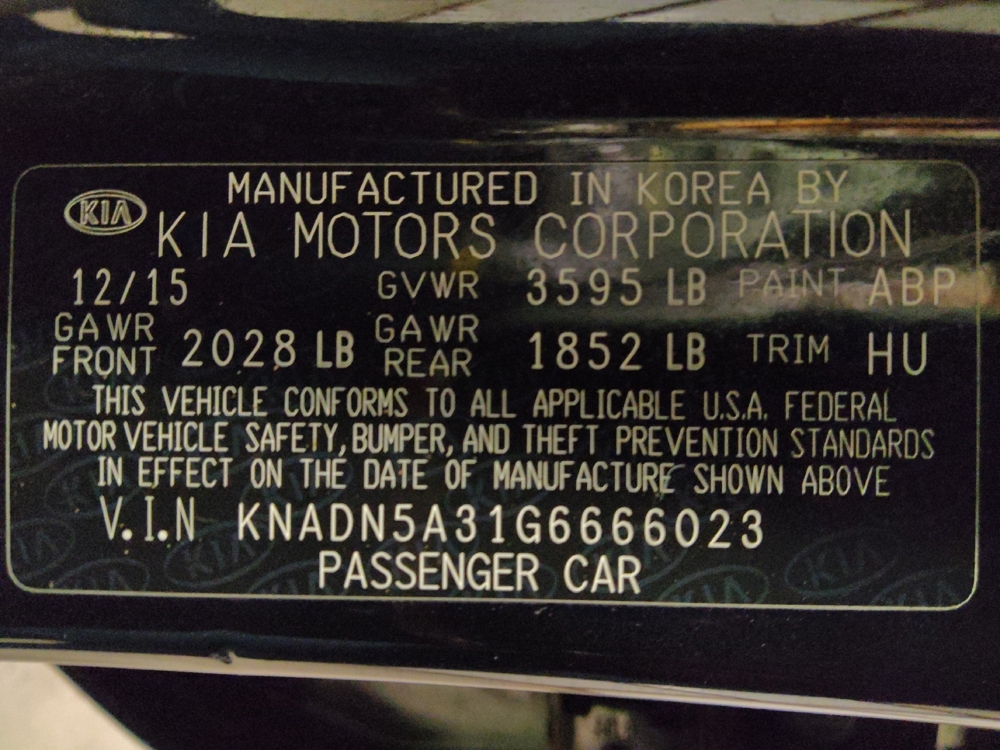 MANUFACTURED IN KOREA BY
KIA KIA MOTORS CORPORATION
12/15 GVWR 3595 LB PAINT ABP
GAWR FRONT 2028 LB GAWR REAR 1852 LB TRIM HU
THIS VEHICLE CONFORMS TO ALL APPLICABLE U.S.A. FEDERAL
MOTOR VEHICLE SAFETY, BUMPER, AND THEFT PREVENTION STANDARDS
IN EFFECT ON THE DATE OF MANUFACTURE SHOWN ABOVE
V.I.N KNADN5A31G6666023
PASSENGER CAR